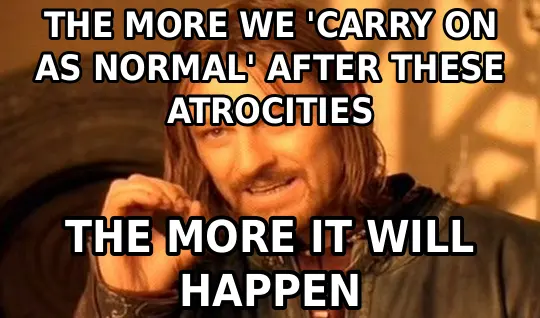 THE MORE WE 'CARRY ON
AS NORMAL' AFTER THESE
ATROCITIES
THE MORE IT WILL
HAPPEN